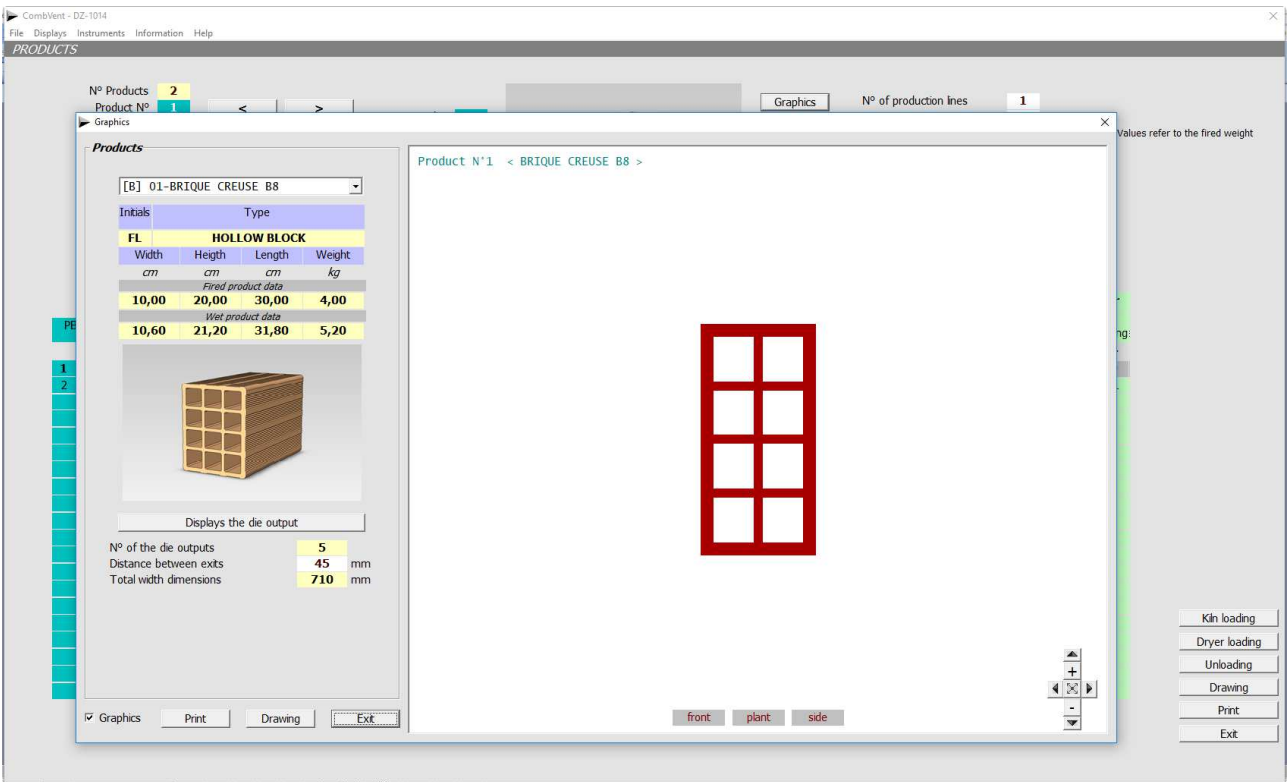 CombVent - DZ-1014
File Displays Instruments Information Help
PRODUCTS
Nº Products 2
Product Nº 1 < >
Graphics
Nº of production lines 1
Values refer to the fired weight
Graphics
Products
[B] 01-BRIQUE CREUSE B8
Initials Type
FL HOLLOW BLOCK
Width Heigth Length Weight
cm cm cm kg
Fired product data
10,00 20,00 30,00 4,00
Wet product data
10,60 21,20 31,80 5,20
Displays the die output
Nº of the die outputs 5
Distance between exits 45 mm
Total width dimensions 710 mm
Graphics Print Drawing Exit
Product N°1 < BRIQUE CREUSE B8 >
+
-
front plant side
1
2
Kiln loading
Dryer loading
Unloading
Drawing
Print
Exit